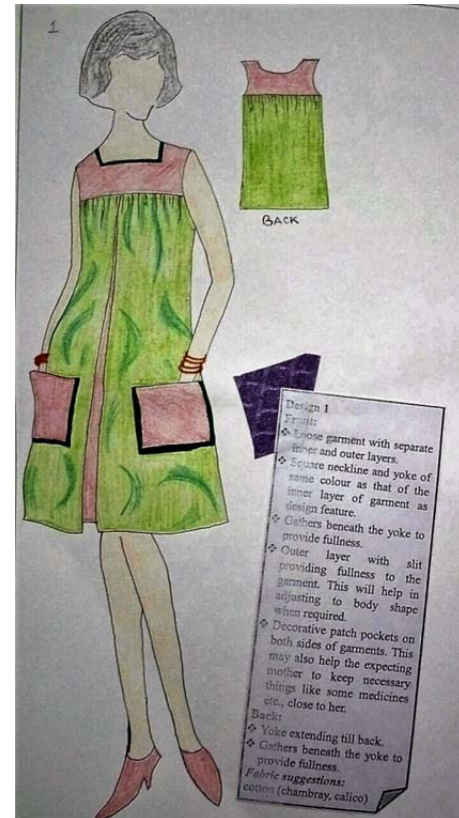 1
BACK
Design 1
Front:
❖ Loose garment with separate
inner and outer layers.
❖ Square neckline and yoke of
same colour as that of the
inner layer of garment as
design feature.
❖ Gathers beneath the yoke to
provide fullness.
❖ Outer layer with slit
providing fullness to the
garment. This will help in
adjusting to body shape
when required.
❖ Decorative patch pockets on
both sides of garments. This
may also help the expecting
mother to keep necessary
things like some medicines
etc., close to her.
Back:
❖ Yoke extending till back.
❖ Gathers beneath the yoke to
provide fullness.
Fabric suggestions:
cotton (chambray, calico)